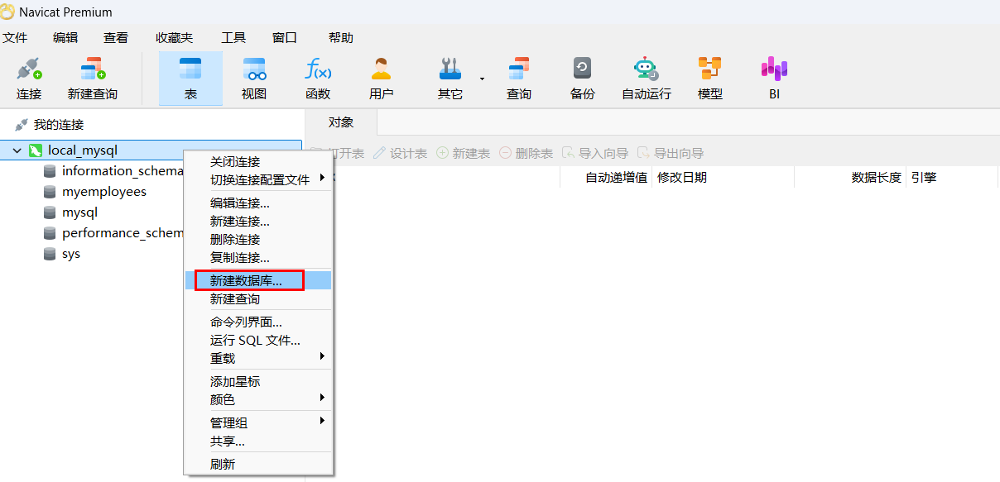 Navicat Premium
文件 编辑 查看 收藏夹 工具 窗口 帮助
连接 新建查询 表 视图 函数 用户 其它 查询 备份 自动运行 模型 BI
我的连接
对象
local_mysql
information_schema
myemployees
mysql
performance_schem
sys
打开表 设计表 新建表 删除表 导入向导 导出向导
自动递增值 修改日期 数据长度 引擎
关闭连接
切换连接配置文件
编辑连接...
新建连接...
删除连接
复制连接...
新建数据库...
新建查询
命令列界面...
运行 SQL 文件...
重载
添加星标
颜色
管理组
共享...
刷新